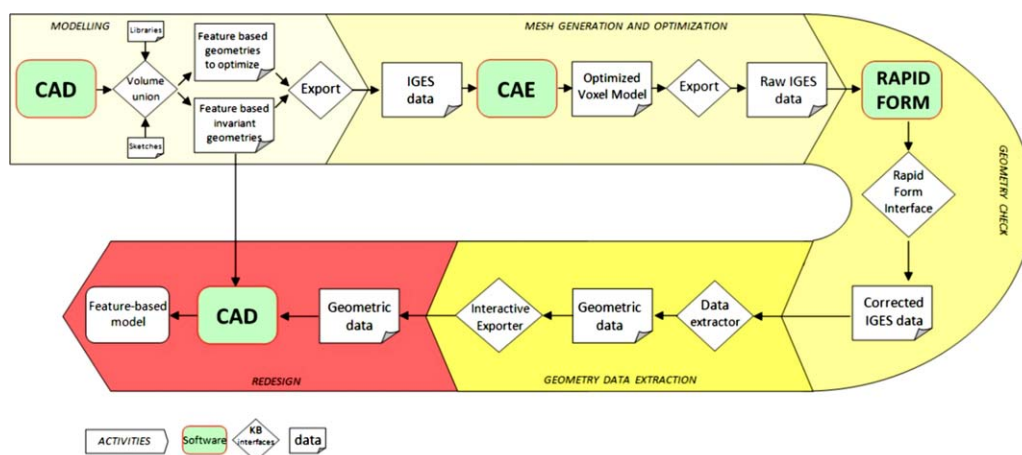 MODELLING
MESH GENERATION AND OPTIMIZATION
Libraries
CAD
Volume
union
Sketches
Feature based
geometries
to optimize
Feature based
invariant
geometries
Export
IGES
data
CAE
Optimized
Voxel Model
Export
Raw IGES
data
RAPID
FORM
GEOMETRY CHECK
Rapid
Form
Interface
Corrected
IGES data
Data
extractor
Geometric
data
Interactive
Exporter
GEOMETRY DATA EXTRACTION
Geometric
data
CAD
Feature-based
model
REDESIGN
ACTIVITIES
Software
KB
interfaces
data